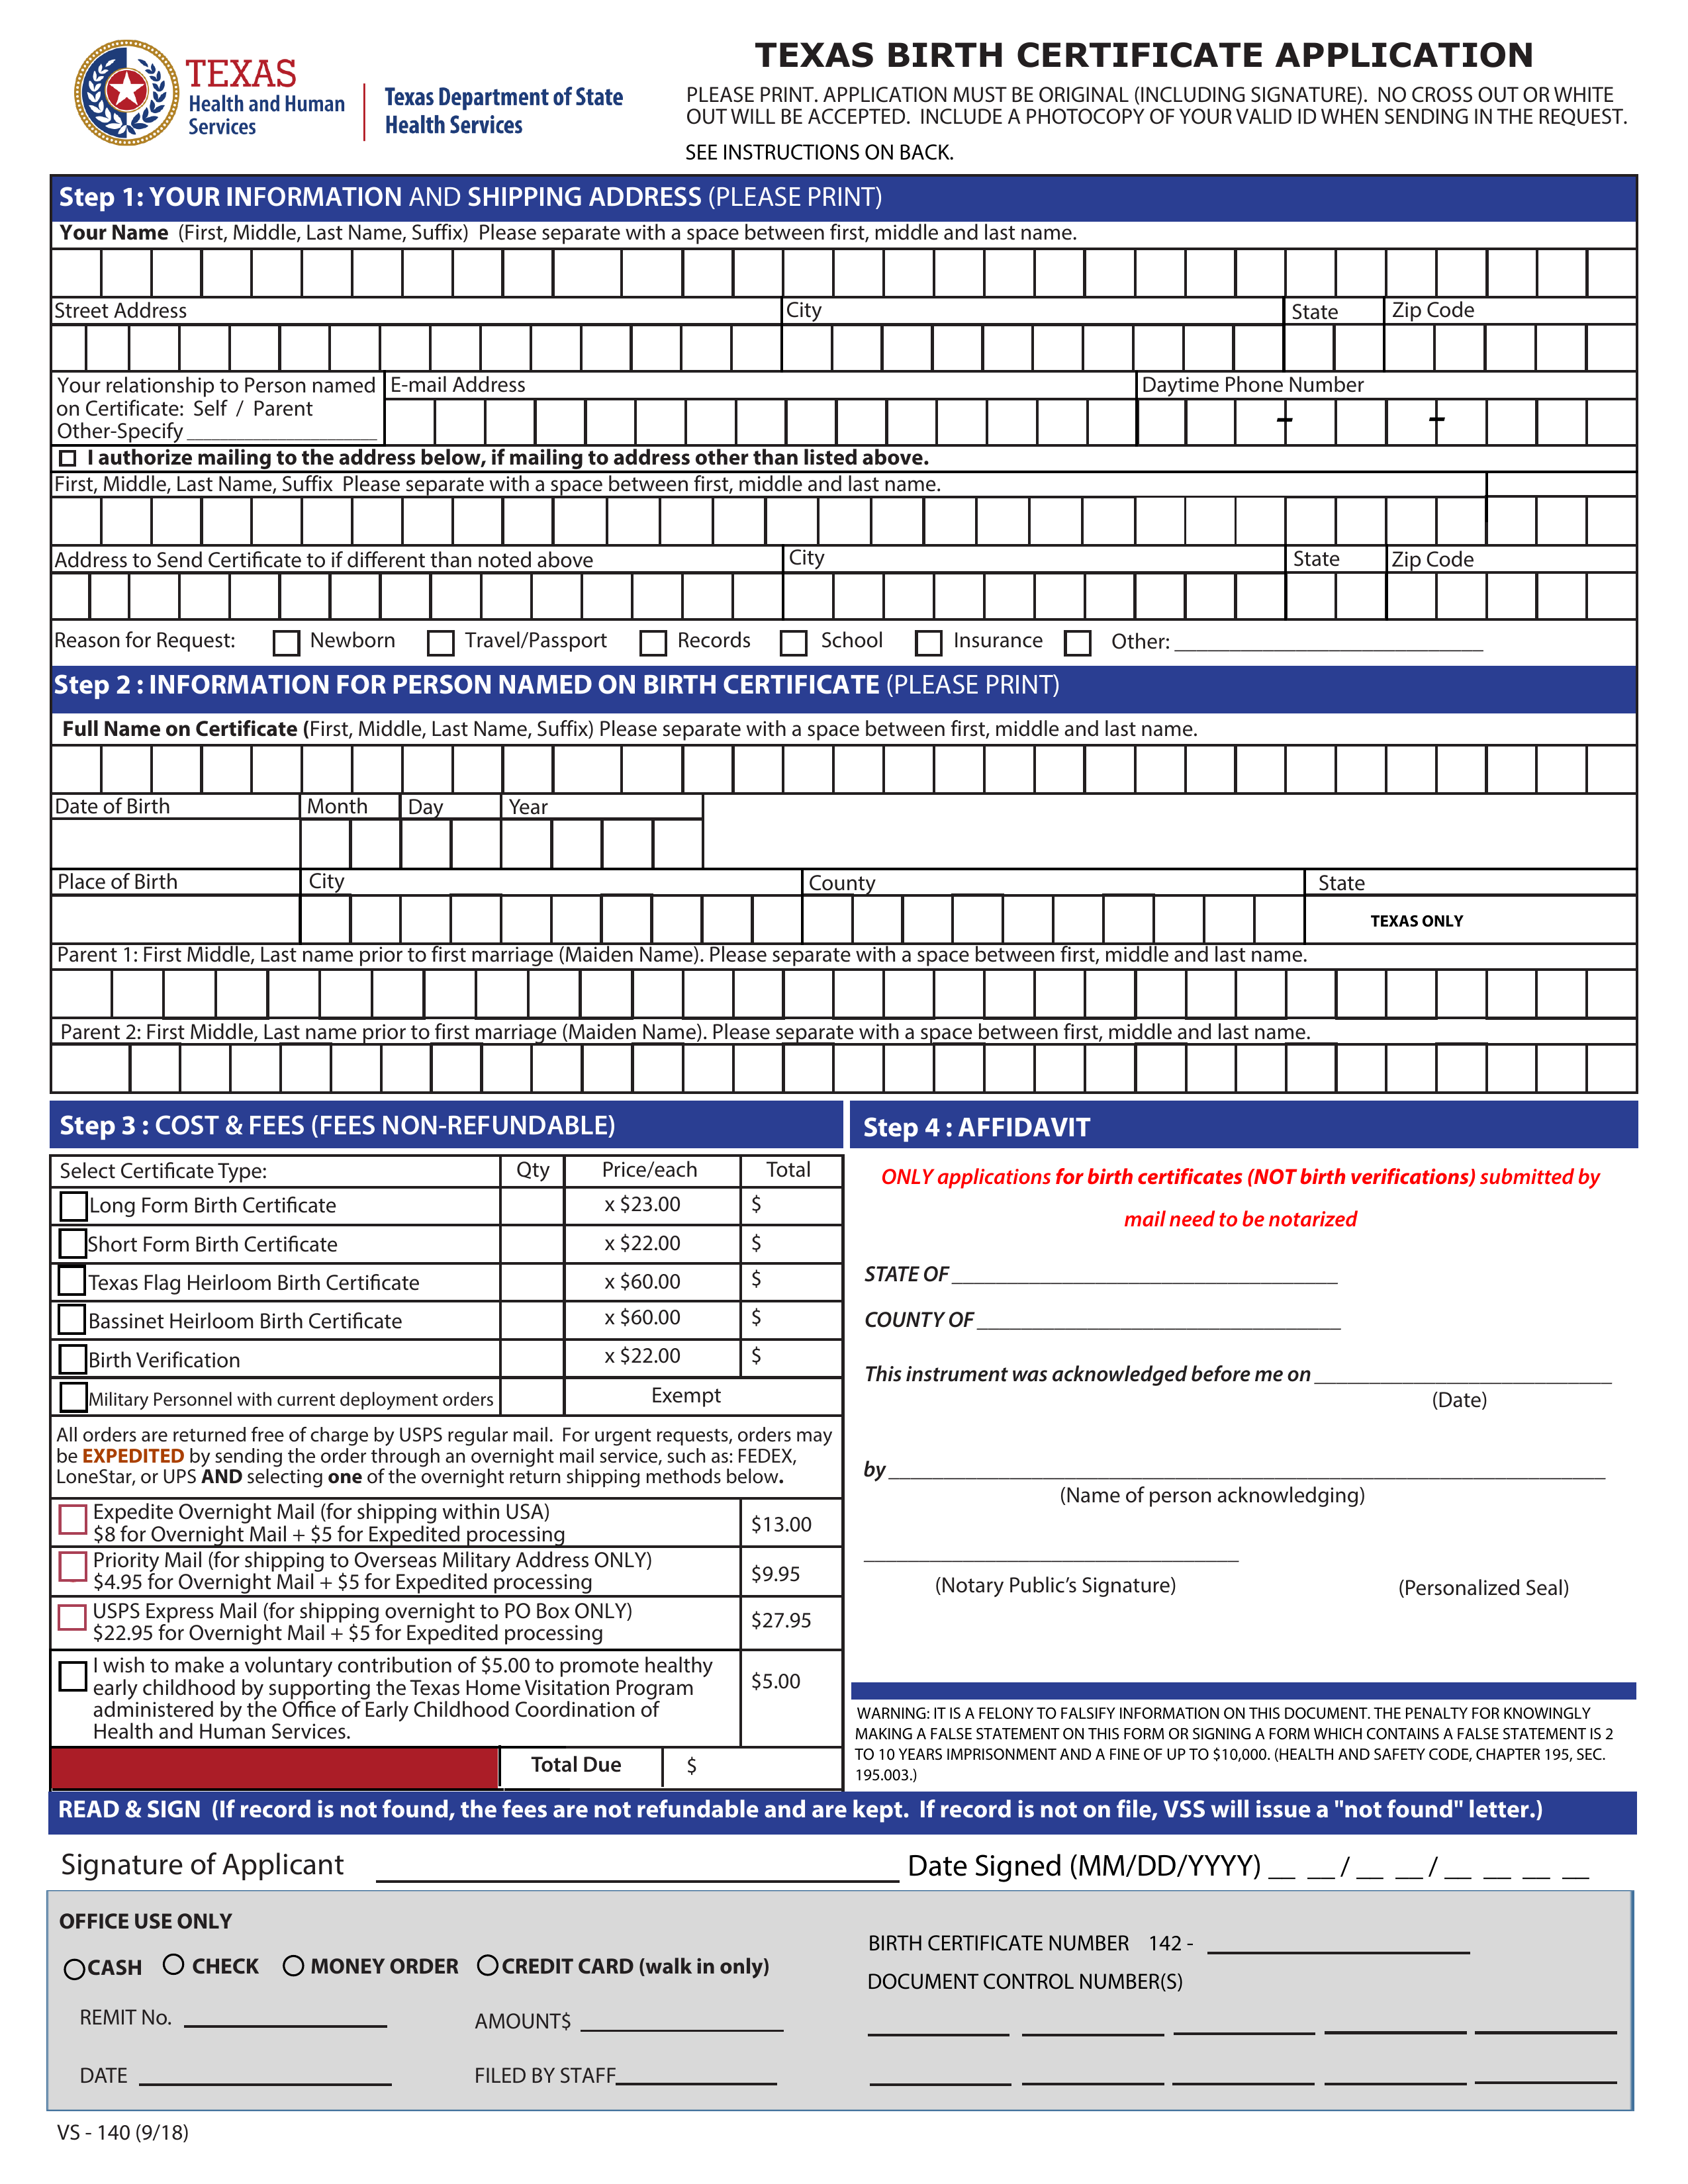 TEXAS
Health and Human
Services
Texas Department of State
Health Services
TEXAS BIRTH CERTIFICATE APPLICATION
PLEASE PRINT. APPLICATION MUST BE ORIGINAL (INCLUDING SIGNATURE). NO CROSS OUT OR WHITE
OUT WILL BE ACCEPTED. INCLUDE A PHOTOCOPY OF YOUR VALID ID WHEN SENDING IN THE REQUEST.
SEE INSTRUCTIONS ON BACK.
Step 1: YOUR INFORMATION AND SHIPPING ADDRESS (PLEASE PRINT)
Your Name (First, Middle, Last Name, Suffix) Please separate with a space between first, middle and last name.
Street Address City State Zip Code
Your relationship to Person named
on Certificate: Self / Parent
Other-Specify ____________________
E-mail Address
Daytime Phone Number
– –
I authorize mailing to the address below, if mailing to address other than listed above.
First, Middle, Last Name, Suffix Please separate with a space between first, middle and last name.
Address to Send Certificate to if different than noted above City State Zip Code
Reason for Request: Newborn Travel/Passport Records School Insurance Other: ____________________________
Step 2 : INFORMATION FOR PERSON NAMED ON BIRTH CERTIFICATE (PLEASE PRINT)
Full Name on Certificate (First, Middle, Last Name, Suffix) Please separate with a space between first, middle and last name.
Date of Birth Month Day Year
Place of Birth City County State
TEXAS ONLY
Parent 1: First Middle, Last name prior to first marriage (Maiden Name). Please separate with a space between first, middle and last name.
Parent 2: First Middle, Last name prior to first marriage (Maiden Name). Please separate with a space between first, middle and last name.
Step 3 : COST & FEES (FEES NON-REFUNDABLE)
Select Certificate Type: Qty Price/each Total
Long Form Birth Certificate x $23.00 $
Short Form Birth Certificate x $22.00 $
Texas Flag Heirloom Birth Certificate x $60.00 $
Bassinet Heirloom Birth Certificate x $60.00 $
Birth Verification x $22.00 $
Military Personnel with current deployment orders Exempt
All orders are returned free of charge by USPS regular mail. For urgent requests, orders may
be EXPEDITED by sending the order through an overnight mail service, such as: FEDEX,
LoneStar, or UPS AND selecting one of the overnight return shipping methods below.
Expedite Overnight Mail (for shipping within USA)
$8 for Overnight Mail + $5 for Expedited processing
$13.00
Priority Mail (for shipping to Overseas Military Address ONLY)
$4.95 for Overnight Mail + $5 for Expedited processing
$9.95
USPS Express Mail (for shipping overnight to PO Box ONLY)
$22.95 for Overnight Mail + $5 for Expedited processing
$27.95
I wish to make a voluntary contribution of $5.00 to promote healthy
early childhood by supporting the Texas Home Visitation Program
administered by the Office of Early Childhood Coordination of
Health and Human Services.
$5.00
Total Due $
Step 4 : AFFIDAVIT
ONLY applications for birth certificates (NOT birth verifications) submitted by
mail need to be notarized
STATE OF ___________________________________
COUNTY OF _________________________________
This instrument was acknowledged before me on ___________________________
(Date)
by _________________________________________________________________
(Name of person acknowledging)
__________________________________
(Notary Public's Signature) (Personalized Seal)
WARNING: IT IS A FELONY TO FALSIFY INFORMATION ON THIS DOCUMENT. THE PENALTY FOR KNOWINGLY
MAKING A FALSE STATEMENT ON THIS FORM OR SIGNING A FORM WHICH CONTAINS A FALSE STATEMENT IS 2
TO 10 YEARS IMPRISONMENT AND A FINE OF UP TO $10,000. (HEALTH AND SAFETY CODE, CHAPTER 195, SEC.
195.003.)
READ & SIGN (If record is not found, the fees are not refundable and are kept. If record is not on file, VSS will issue a "not found" letter.)
Signature of Applicant ____________________ Date Signed (MM/DD/YYYY) __ __ / __ __ / __ __ __ __
OFFICE USE ONLY
CASH CHECK MONEY ORDER CREDIT CARD (walk in only)
REMIT No. __________ AMOUNT$ __________
DATE __________ FILED BY STAFF__________
BIRTH CERTIFICATE NUMBER 142 - __________
DOCUMENT CONTROL NUMBER(S)
VS - 140 (9/18)